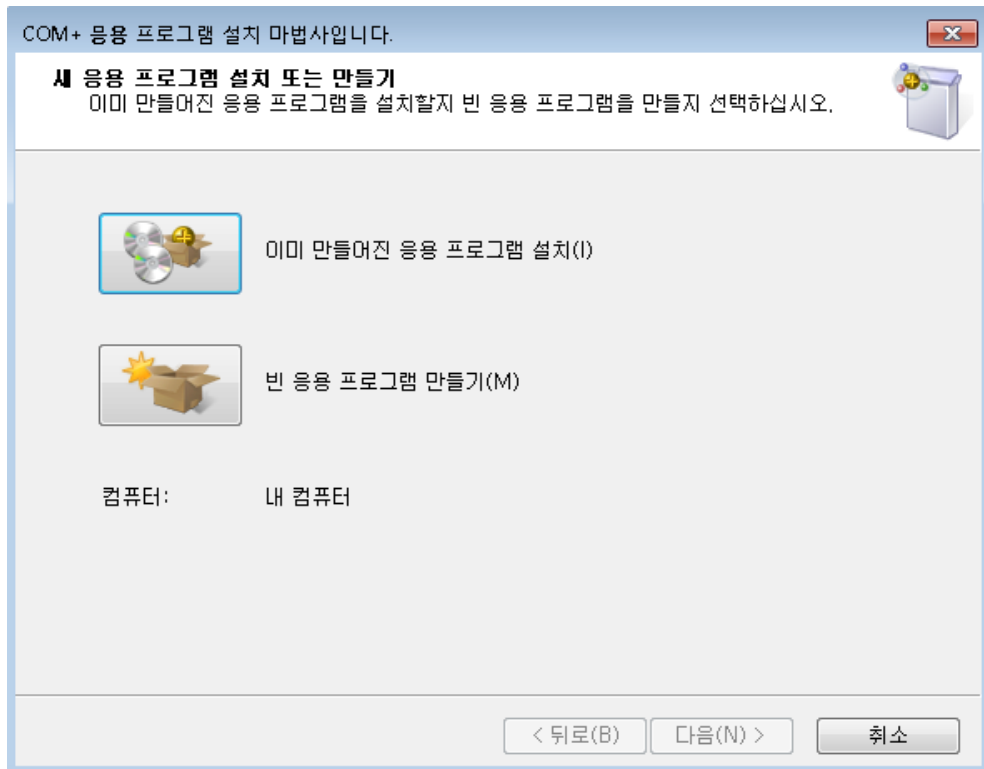 COM+ 응용 프로그램 설치 마법사입니다.
새 응용 프로그램 설치 또는 만들기
이미 만들어진 응용 프로그램을 설치할지 빈 응용 프로그램을 만들지 선택하십시오.
이미 만들어진 응용 프로그램 설치(I)
빈 응용 프로그램 만들기(M)
컴퓨터: 내 컴퓨터
< 뒤로(B) 다음(N) > 취소